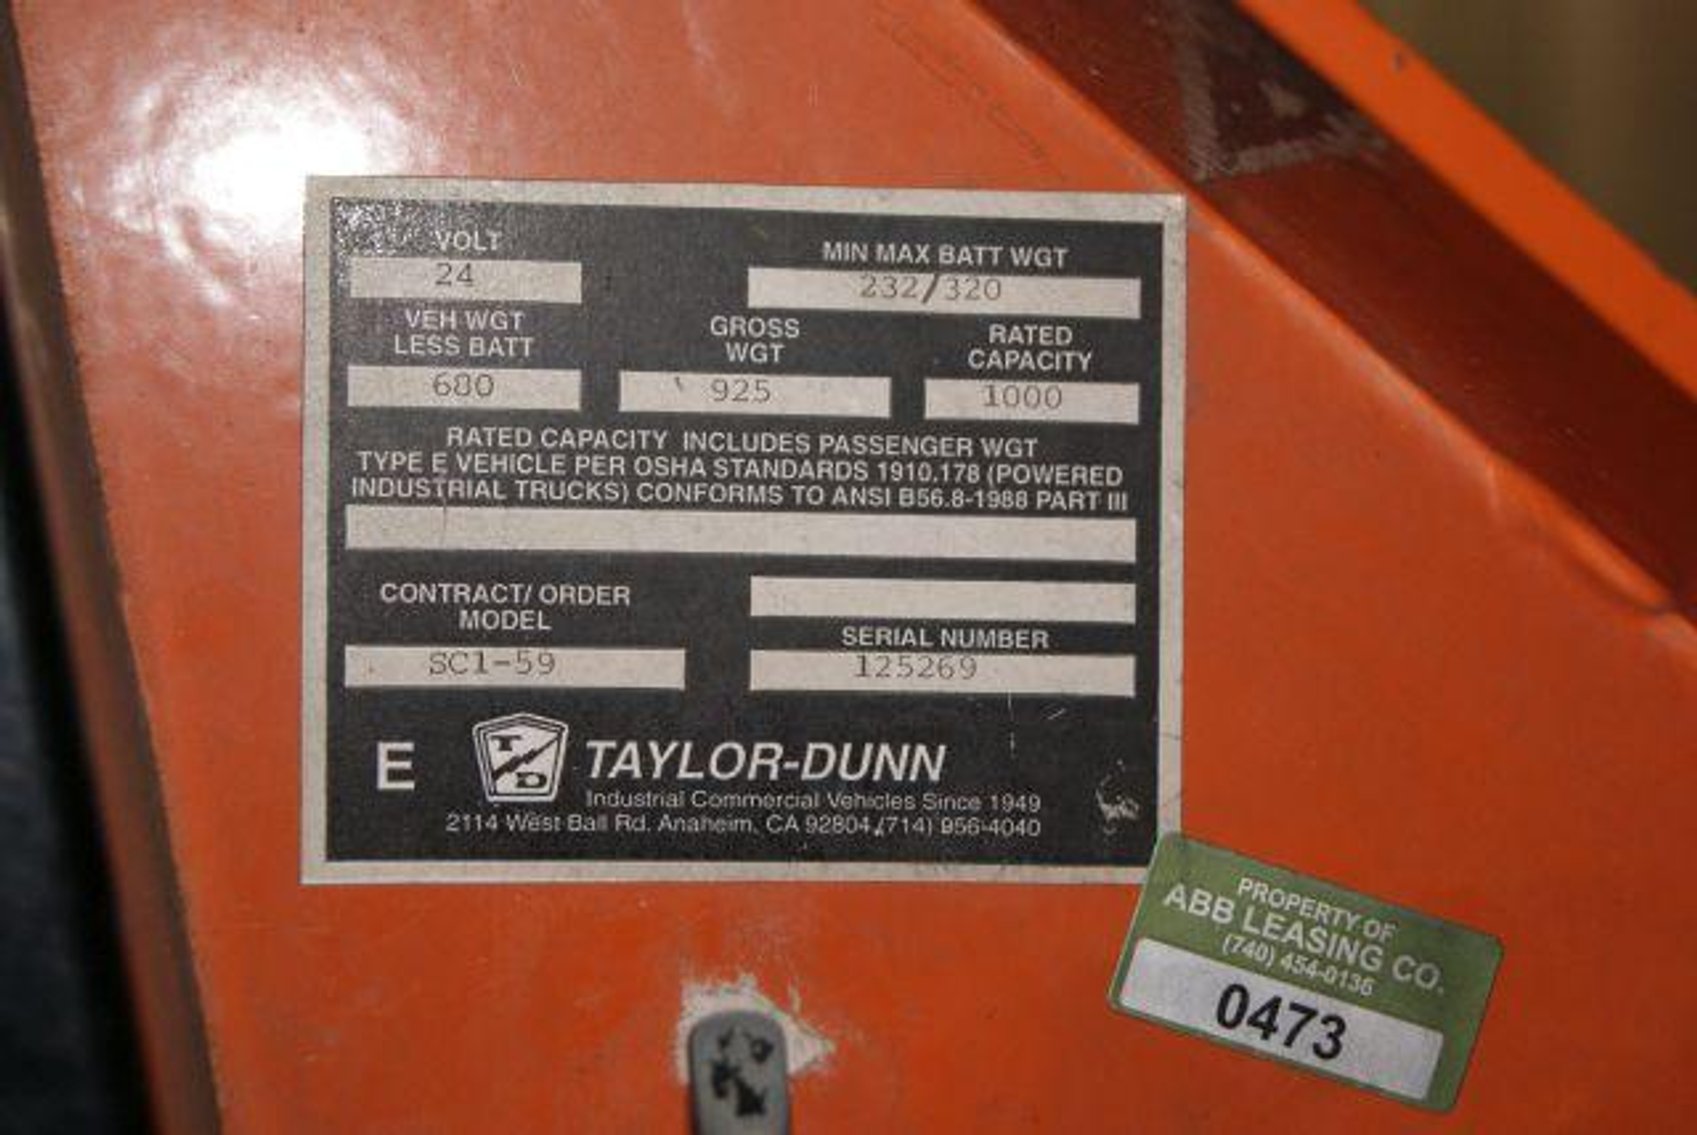 VOLT
24
MIN MAX BATT WGT
232/320
VEH WGT
LESS BATT
680
GROSS
WGT
925
RATED
CAPACITY
1000
RATED CAPACITY INCLUDES PASSENGER WGT
TYPE E VEHICLE PER OSHA STANDARDS 1910.178 (POWERED
INDUSTRIAL TRUCKS) CONFORMS TO ANSI B56.8-1988 PART III
CONTRACT/ ORDER
MODEL
SC1-59
SERIAL NUMBER
125269
E
TD
TAYLOR-DUNN
Industrial Commercial Vehicles Since 1949
2114 West Ball Rd. Anaheim, CA 92804 (714) 956-4040
PROPERTY OF
ABB LEASING CO.
(740) 454-0136
0473